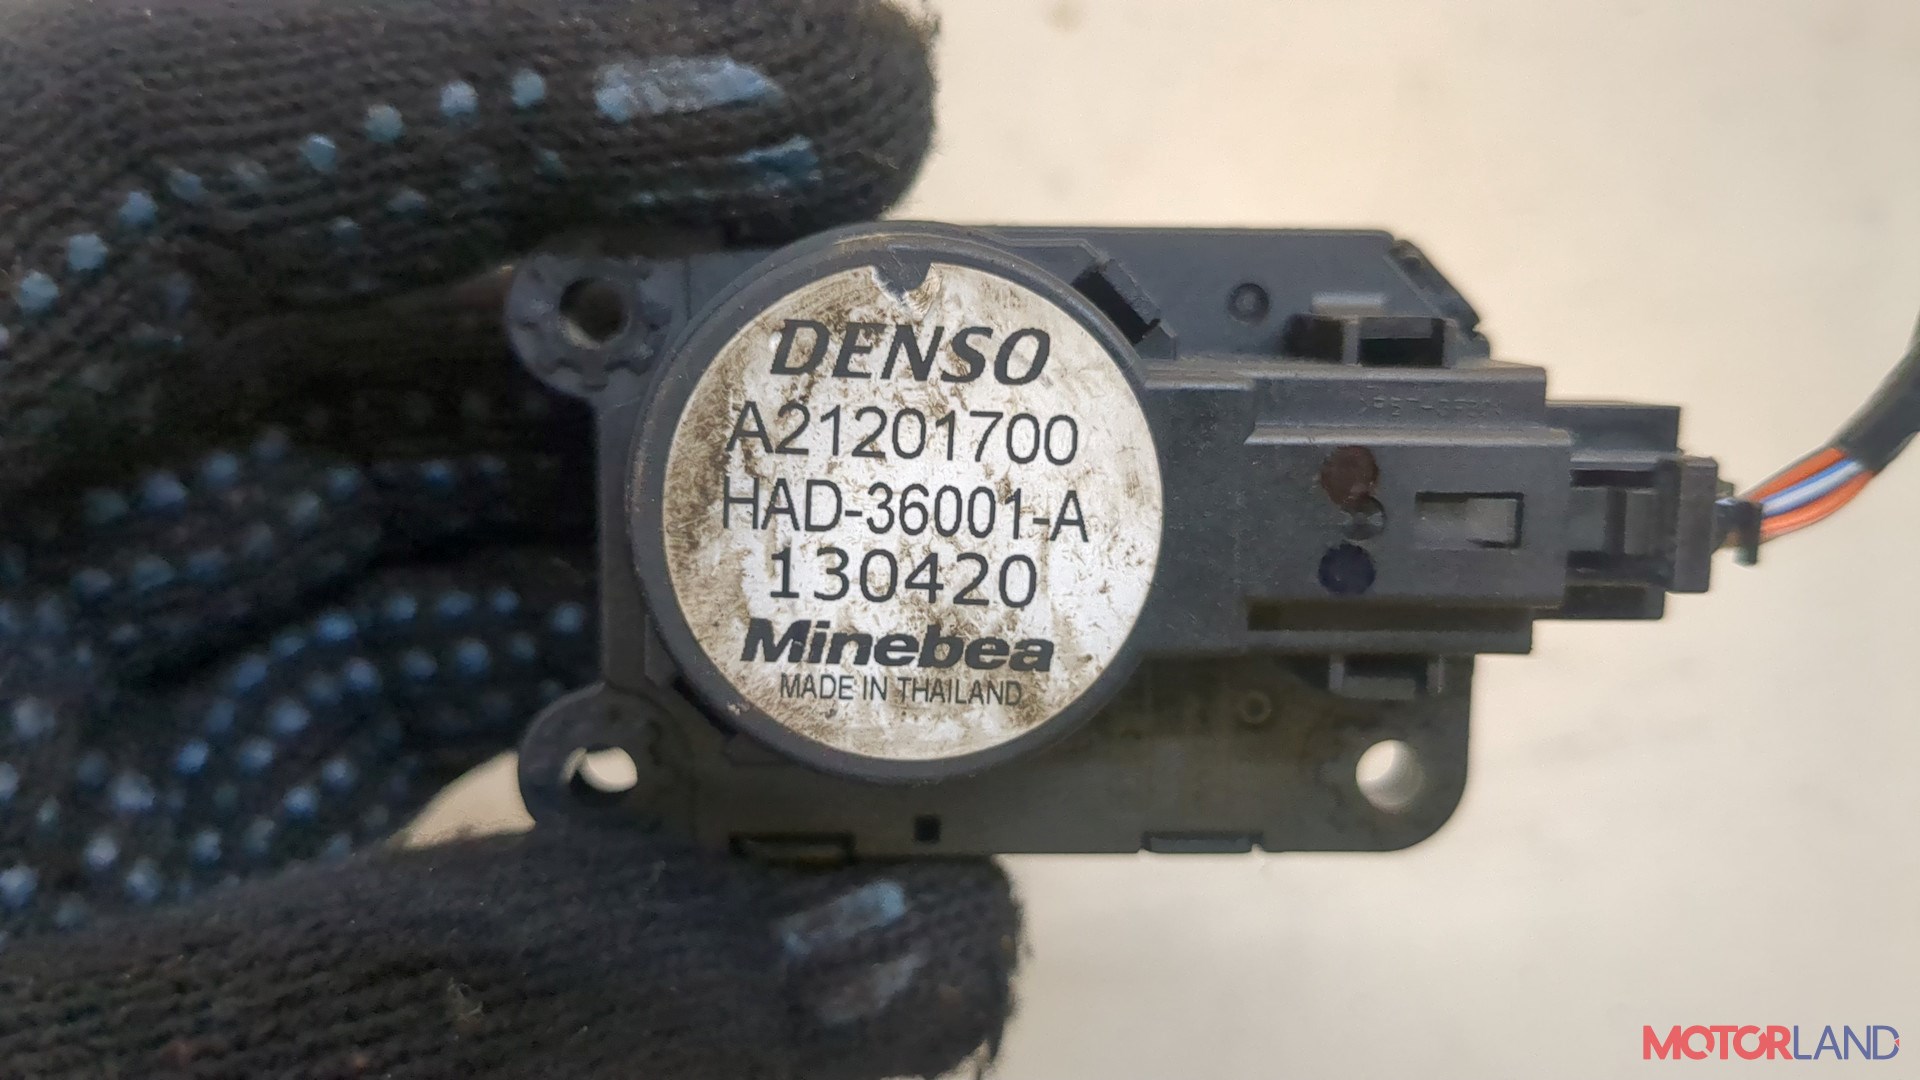 DENSO
A21201700
HAD-36001-A
130420
Minebea
MADE IN THAILAND
MOTORLAND